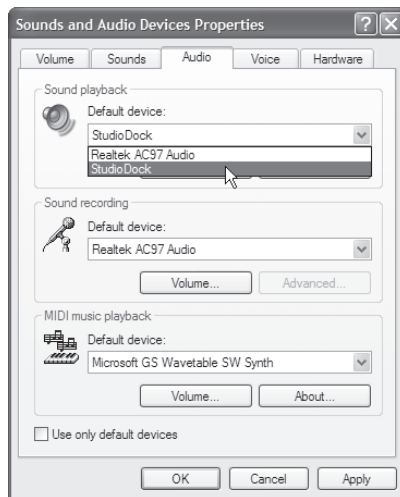 Sounds and Audio Devices Properties
Volume Sounds Audio Voice Hardware
Sound playback
Default device:
StudioDock
Realtek AC97 Audio
StudioDock
Sound recording
Default device:
Realtek AC97 Audio
Volume... Advanced...
MIDI music playback
Default device:
Microsoft GS Wavetable SW Synth
Volume... About...
Use only default devices
OK Cancel Apply